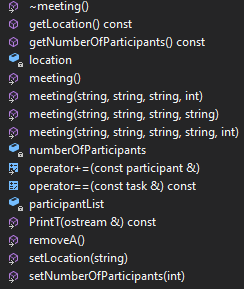 ~meeting()
getLocation() const
getNumberOfParticipants() const
location
meeting()
meeting(string, string, string, int)
meeting(string, string, string, string)
meeting(string, string, string, string, int)
numberOfParticipants
operator+=(const participant &)
operator==(const task &) const
participantList
PrintT(ostream &) const
removeA()
setLocation(string)
setNumberOfParticipants(int)